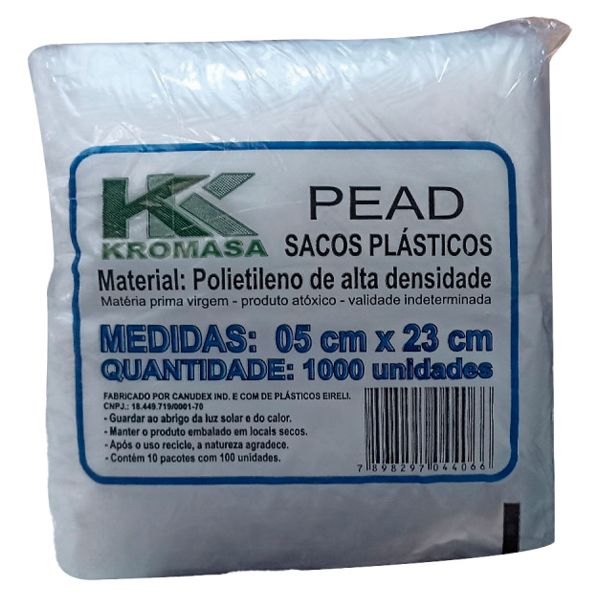 KK
KROMASA
PEAD
SACOS PLÁSTICOS
Material: Polietileno de alta densidade
Matéria prima virgem - produto atóxico - validade indeterminada
MEDIDAS: 05 cm x 23 cm
QUANTIDADE: 1000 unidades
FABRICADO POR CANUDEX IND. E COM DE PLÁSTICOS EIRELI.
CNPJ.: 18.449.719/0001-70
- Guardar ao abrigo da luz solar e do calor.
- Manter o produto embalado em locais secos.
- Após o uso recicle, a natureza agradece.
- Contém 10 pacotes com 100 unidades.
7 898297 044066